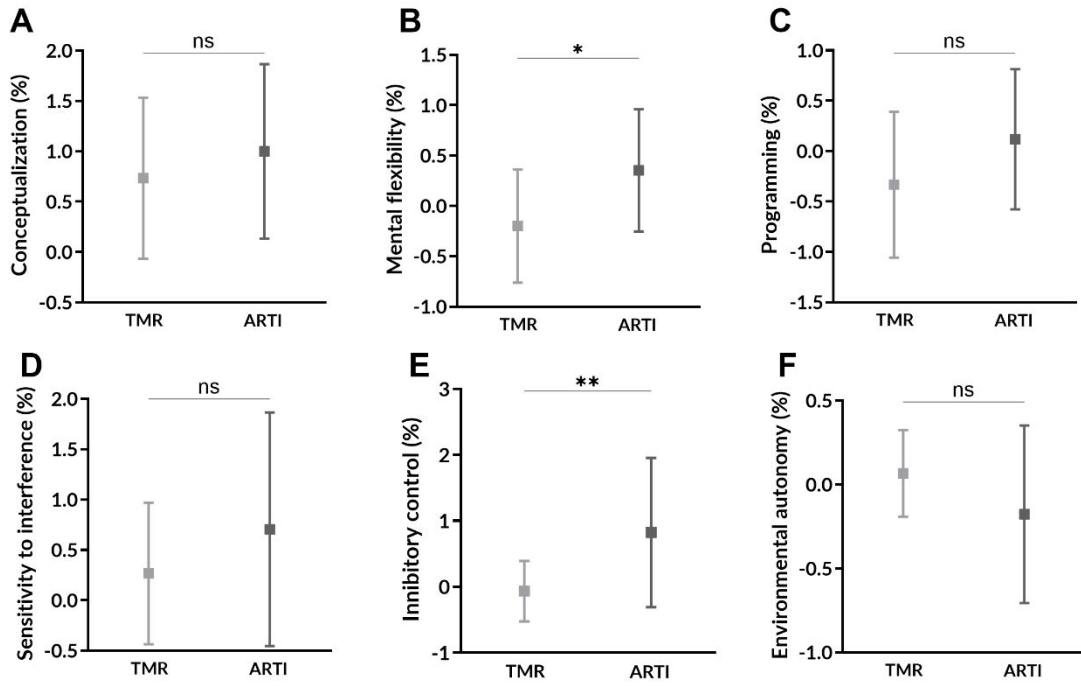 A
ns
Conceptualization (%)
2.0
1.5
1.0
0.5
0.0
-0.5
TMR ARTI
B
*
Mental flexibility (%)
1.5
1.0
0.5
0.0
-0.5
-1.0
TMR ARTI
C
ns
Programming (%)
1.0
0.5
0.0
-0.5
-1.0
-1.5
TMR ARTI
D
ns
Sensitivity to interference (%)
2.0
1.5
1.0
0.5
0.0
-0.5
TMR ARTI
E
**
Innibitory control (%)
3
2
1
0
-1
TMR ARTI
F
ns
Environmental autonomy (%)
0.5
0.0
-0.5
-1.0
TMR ARTI